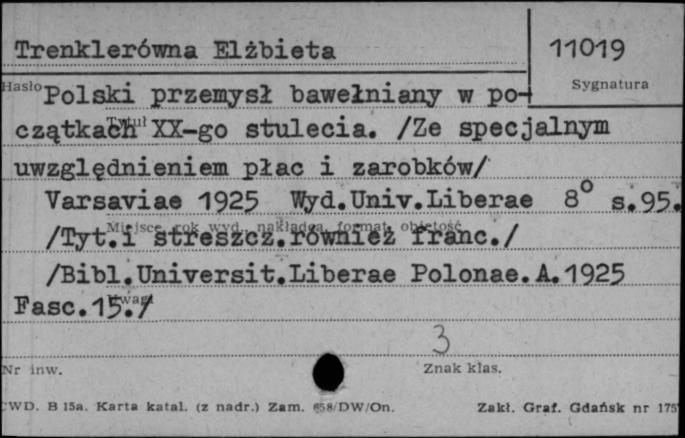 Trenklerówna Elżbieta
11019
Hasło
Sygnatura
Polski przemysł bawełniany w po-
Tytuł
czątkach XX-go stulecia. /Ze specjalnym
uwzględnieniem płac i zarobków/
Varsaviae 1925 Wyd.Univ.Liberae 8° s.95.
Miejsce, rok wyd., nakładca, format, objętość
/Tyt.i streszcz.również franc./
/Bibl.Universit.Liberae Polonae.A.1925
Uwagi
Fasc.15./
3
Nr inw.
Znak klas.
WD. B 15a. Karta katal. (z nadr.) Zam. 658/DW/On.
Zakł. Graf. Gdańsk nr 175